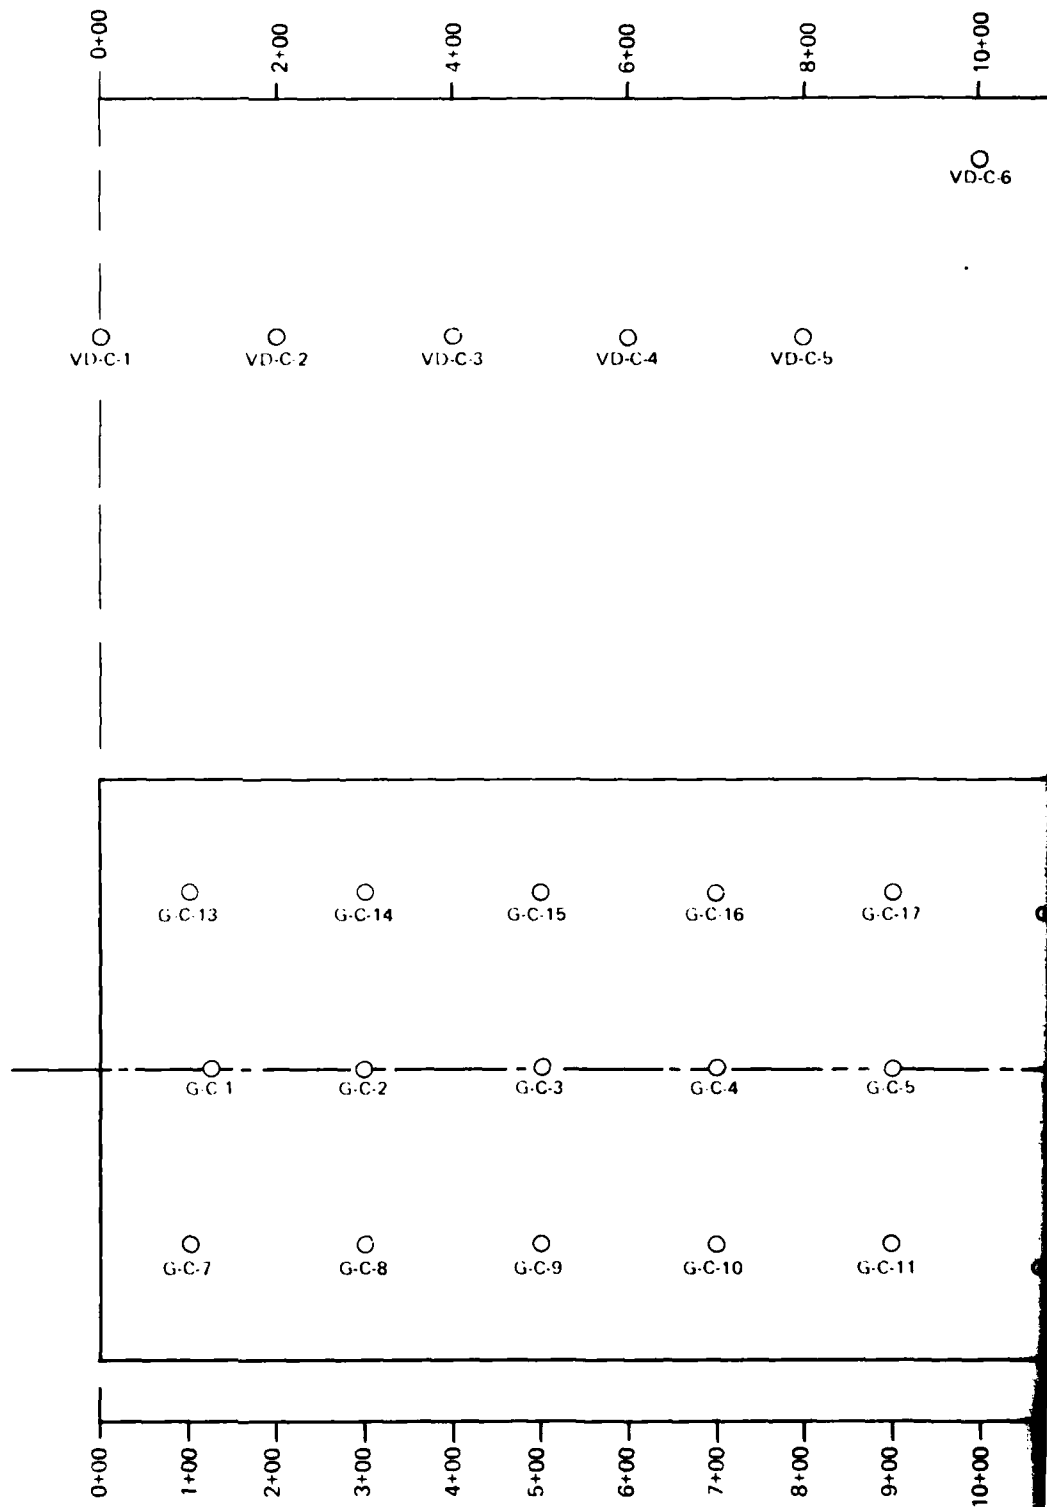 0+00 2+00 4+00 6+00 8+00 10+00
VD-C-6
VD-C-1 VD-C-2 VD-C-3 VD-C-4 VD-C-5
G-C-13 G-C-14 G-C-15 G-C-16 G-C-17
G-C-1 G-C-2 G-C-3 G-C-4 G-C-5
G-C-7 G-C-8 G-C-9 G-C-10 G-C-11
0+00 1+00 2+00 3+00 4+00 5+00 6+00 7+00 8+00 9+00 10+00